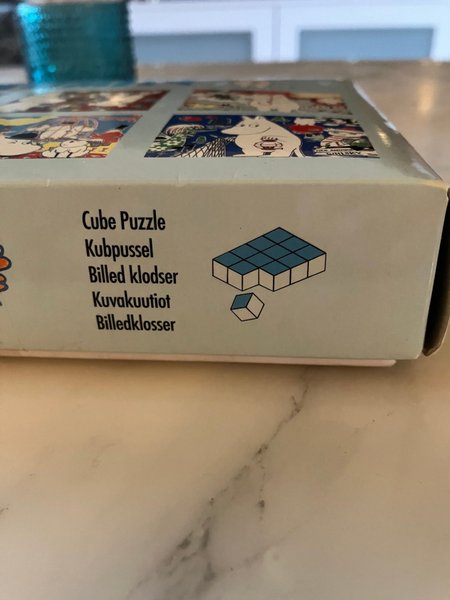 Cube Puzzle
Kubpussel
Billed klodser
Kuvakuutiot
Billedklosser